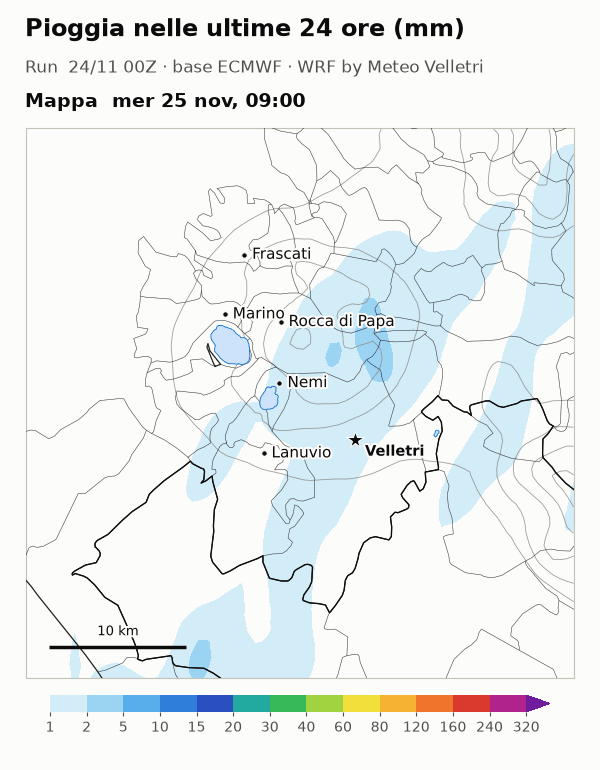 Pioggia nelle ultime 24 ore (mm)
Run 24/11 00Z · base ECMWF · WRF by Meteo Velletri
Mappa mer 25 nov, 09:00
Frascati
Marino
Rocca di Papa
Nemi
Lanuvio
Velletri
10 km
1 2 5 10 15 20 30 40 60 80 120 160 240 320